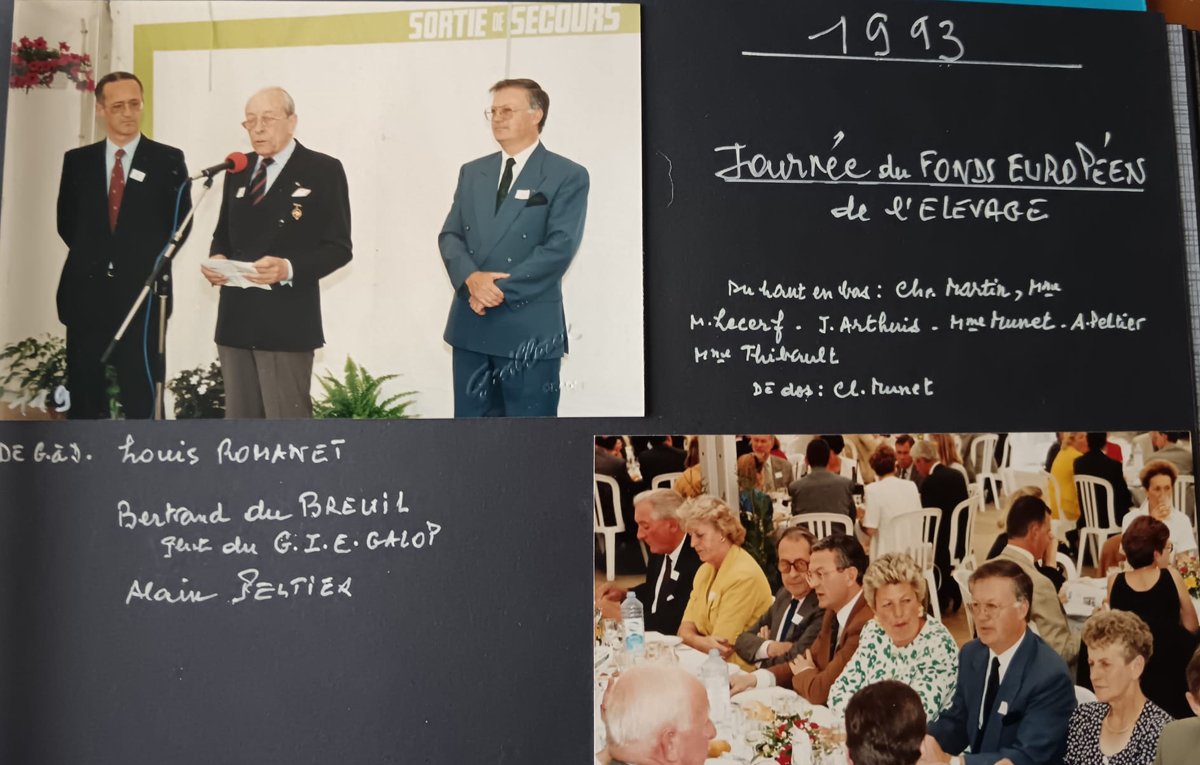 SORTIE DE SECOURS
119
1993
Journée du FONDS EUROPÉEN
de l'ELEVAGE
Du haut en bas : Chr. Martin, Mme
M. Lecerf - J. Arthuis - Mme Munet - A. Peltier
Mme Thibault
DE dos : Cl. Munet
DE G. à D. Louis ROMANET
Bertrand du BREUIL
du G.I.E. GALOP
Alain PELTIER